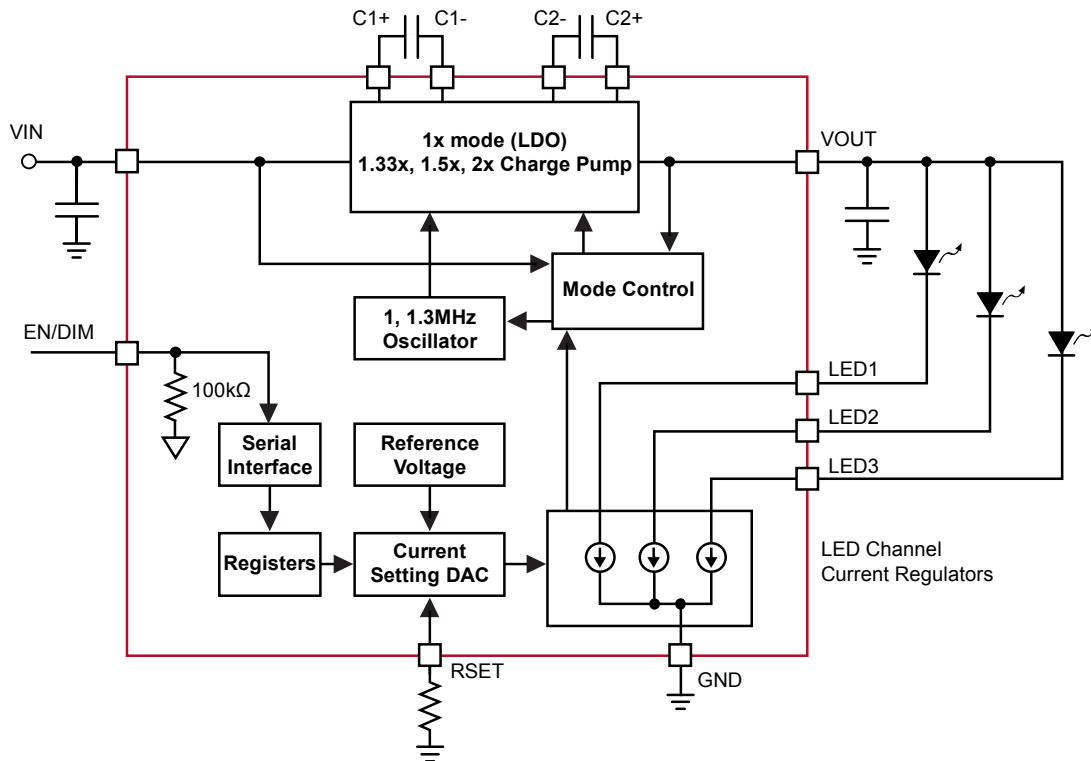 C1+
C1-
C2-
C2+
VIN
1x mode (LDO)
1.33x, 1.5x, 2x Charge Pump
VOUT
Mode Control
1, 1.3MHz
Oscillator
EN/DIM
100kΩ
LED1
LED2
LED3
Serial
Interface
Reference
Voltage
Registers
Current
Setting DAC
LED Channel
Current Regulators
RSET
GND